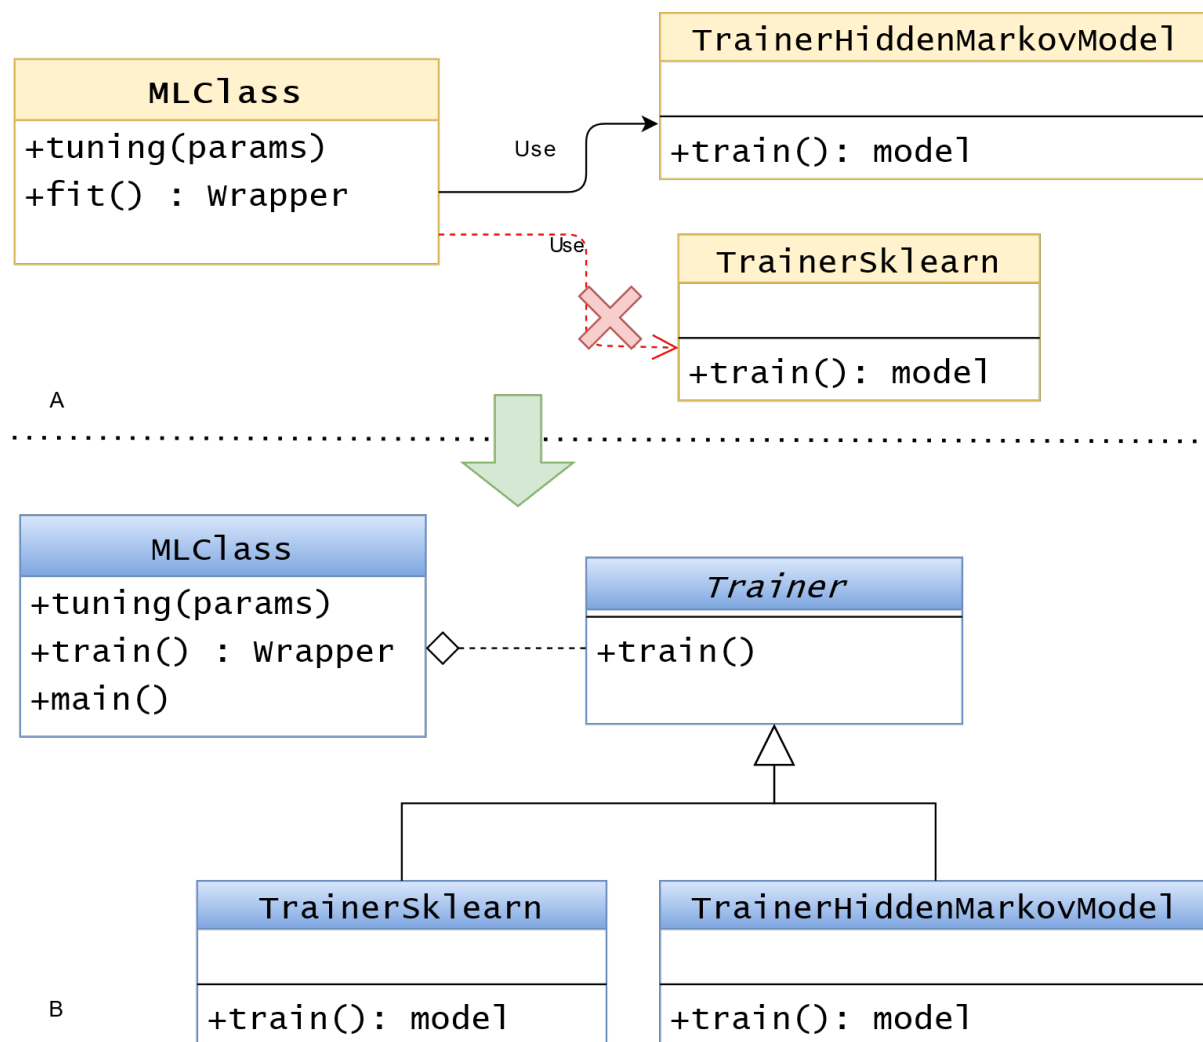 TrainerHiddenMarkovModel
+train(): model
MLClass
+tuning(params)
+fit() : Wrapper
Use
Use
TrainerSklearn
+train(): model
A
MLClass
+tuning(params)
+train() : Wrapper
+main()
Trainer
+train()
TrainerSklearn
+train(): model
TrainerHiddenMarkovModel
+train(): model
B